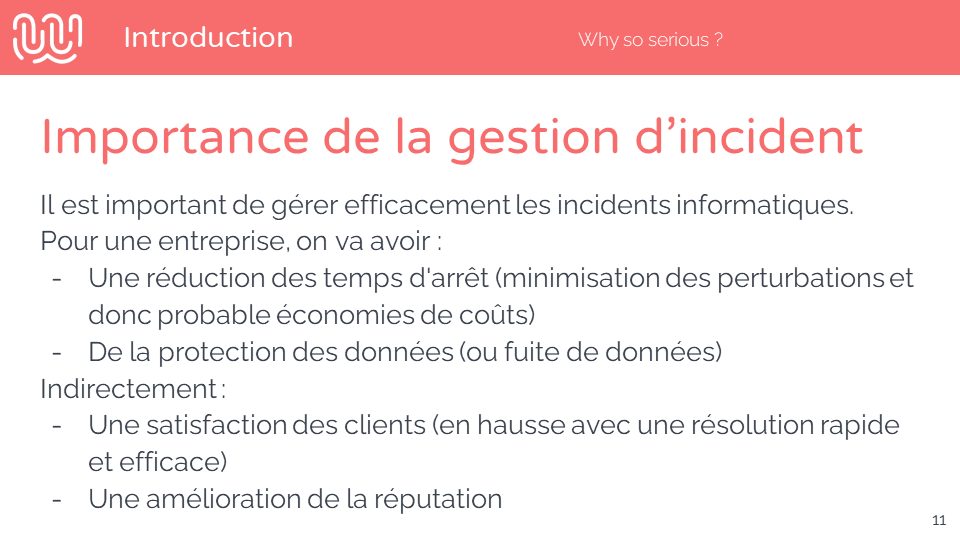 Introduction
Why so serious ?
Importance de la gestion d’incident
Il est important de gérer efficacement les incidents informatiques.
Pour une entreprise, on va avoir :
- Une réduction des temps d'arrêt (minimisation des perturbations et
donc probable économies de coûts)
- De la protection des données (ou fuite de données)
Indirectement :
- Une satisfaction des clients (en hausse avec une résolution rapide
et efficace)
- Une amélioration de la réputation
11